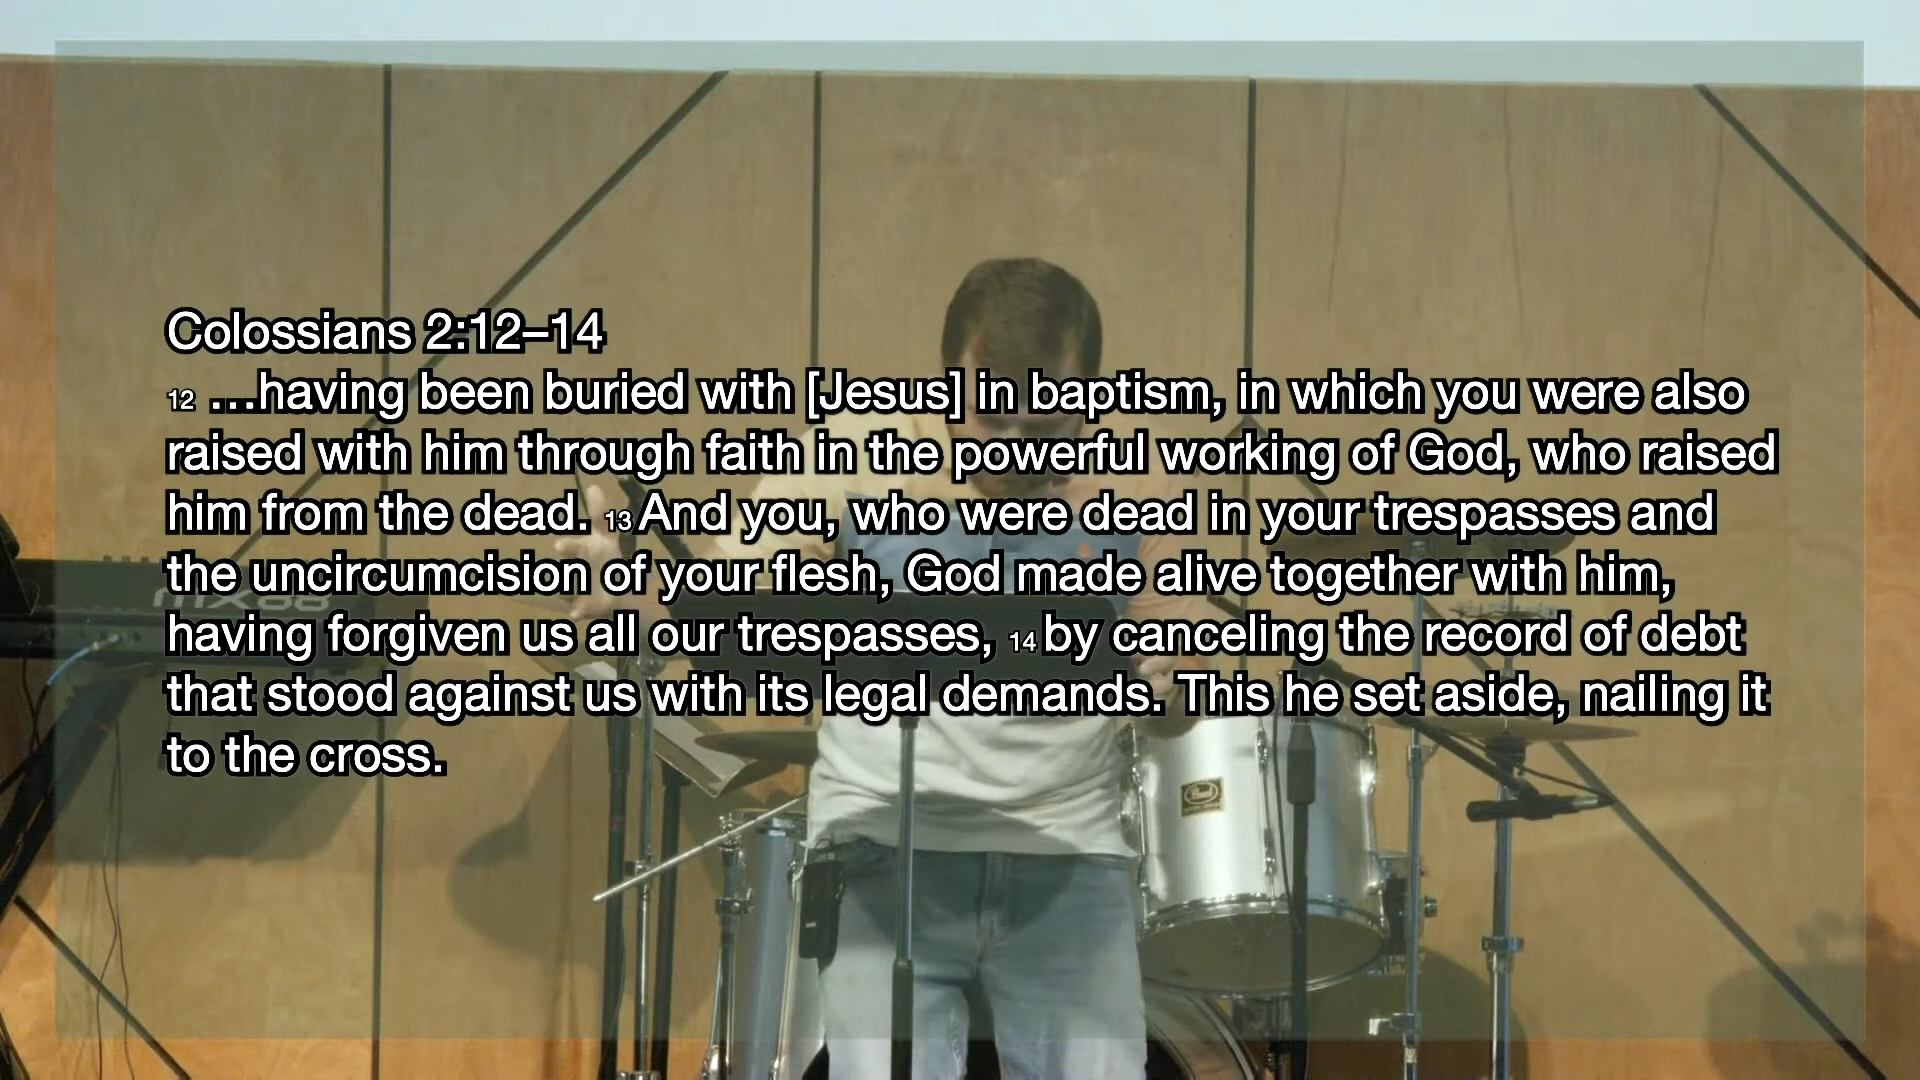 Colossians 2:12–14
12 …having been buried with [Jesus] in baptism, in which you were also
raised with him through faith in the powerful working of God, who raised
him from the dead. 13 And you, who were dead in your trespasses and
the uncircumcision of your flesh, God made alive together with him,
having forgiven us all our trespasses, 14 by canceling the record of debt
that stood against us with its legal demands. This he set aside, nailing it
to the cross.
Pearl